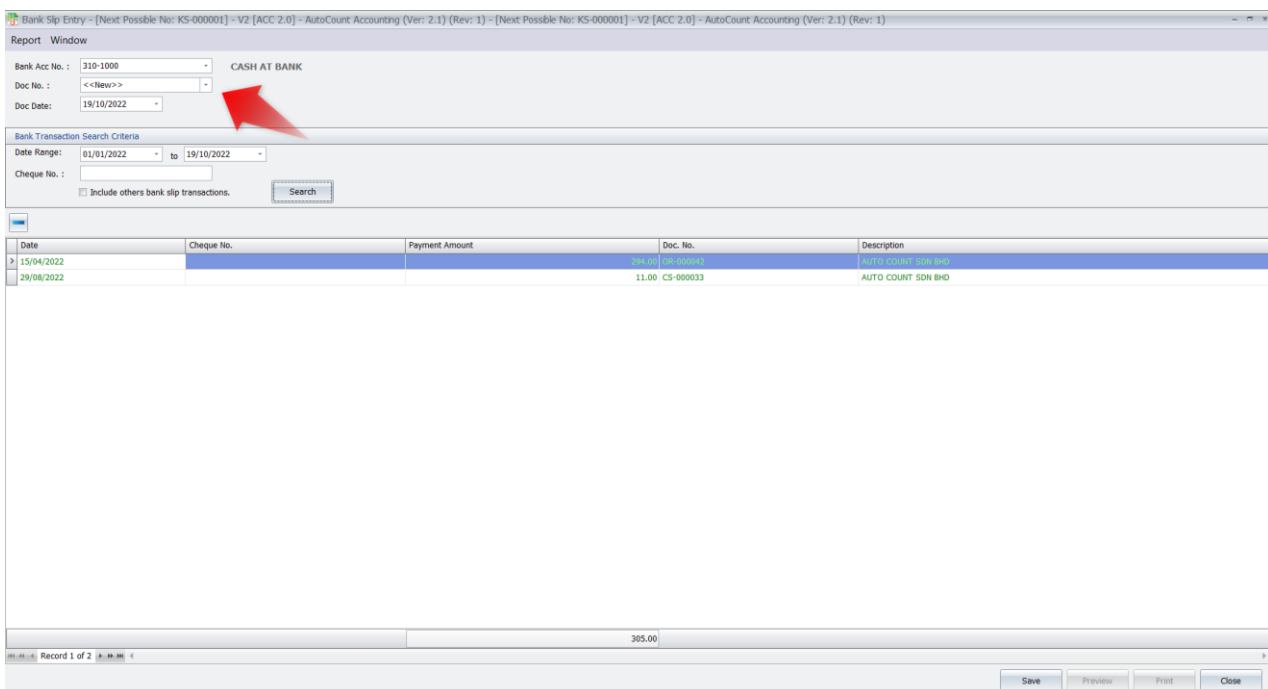 Bank Slip Entry - [Next Possble No: KS-000001] - V2 [ACC 2.0] - AutoCount Accounting (Ver: 2.1) (Rev: 1) - [Next Possble No: KS-000001] - V2 [ACC 2.0] - AutoCount Accounting (Ver: 2.1) (Rev: 1)
Report Window
Bank Acc No. : 310-1000 CASH AT BANK
Doc No. : <<New>>
Doc Date: 19/10/2022
Bank Transaction Search Criteria
Date Range: 01/01/2022 to 19/10/2022
Cheque No. :
Include others bank slip transactions. Search
Date Cheque No. Payment Amount Doc. No. Description
15/04/2022 294.00 OR-000042 AUTO COUNT SDN BHD
29/08/2022 11.00 CS-000033 AUTO COUNT SDN BHD
305.00
Record 1 of 2
Save Preview Print Close